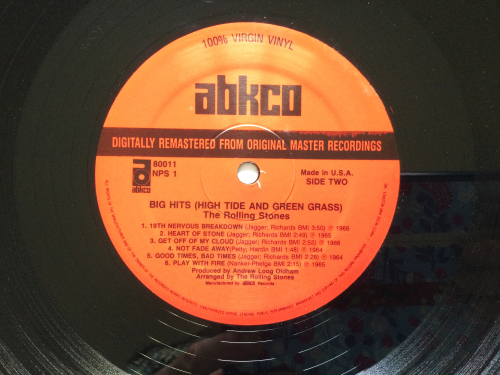 100% VIRGIN VINYL
abkco
DIGITALLY REMASTERED FROM ORIGINAL MASTER RECORDINGS
a
abkco
80011
NPS 1
Made in U.S.A.
SIDE TWO
BIG HITS (HIGH TIDE AND GREEN GRASS)
The Rolling Stones
1. 19TH NERVOUS BREAKDOWN (Jagger; Richards BMI 3:50) ℗ 1966
2. HEART OF STONE (Jagger; Richards BMI 2:49) ℗ 1965
3. GET OFF OF MY CLOUD (Jagger; Richards BMI 2:52) ℗ 1966
4. NOT FADE AWAY (Petty, Hardin BMI 1:48) ℗ 1964
5. GOOD TIMES, BAD TIMES (Jagger; Richards BMI 2:28) ℗ 1964
6. PLAY WITH FIRE (Nanker-Phelge BMI 2:15) ℗ 1965
Produced by Andrew Loog Oldham
Arranged by The Rolling Stones
Manufactured by abkco Records